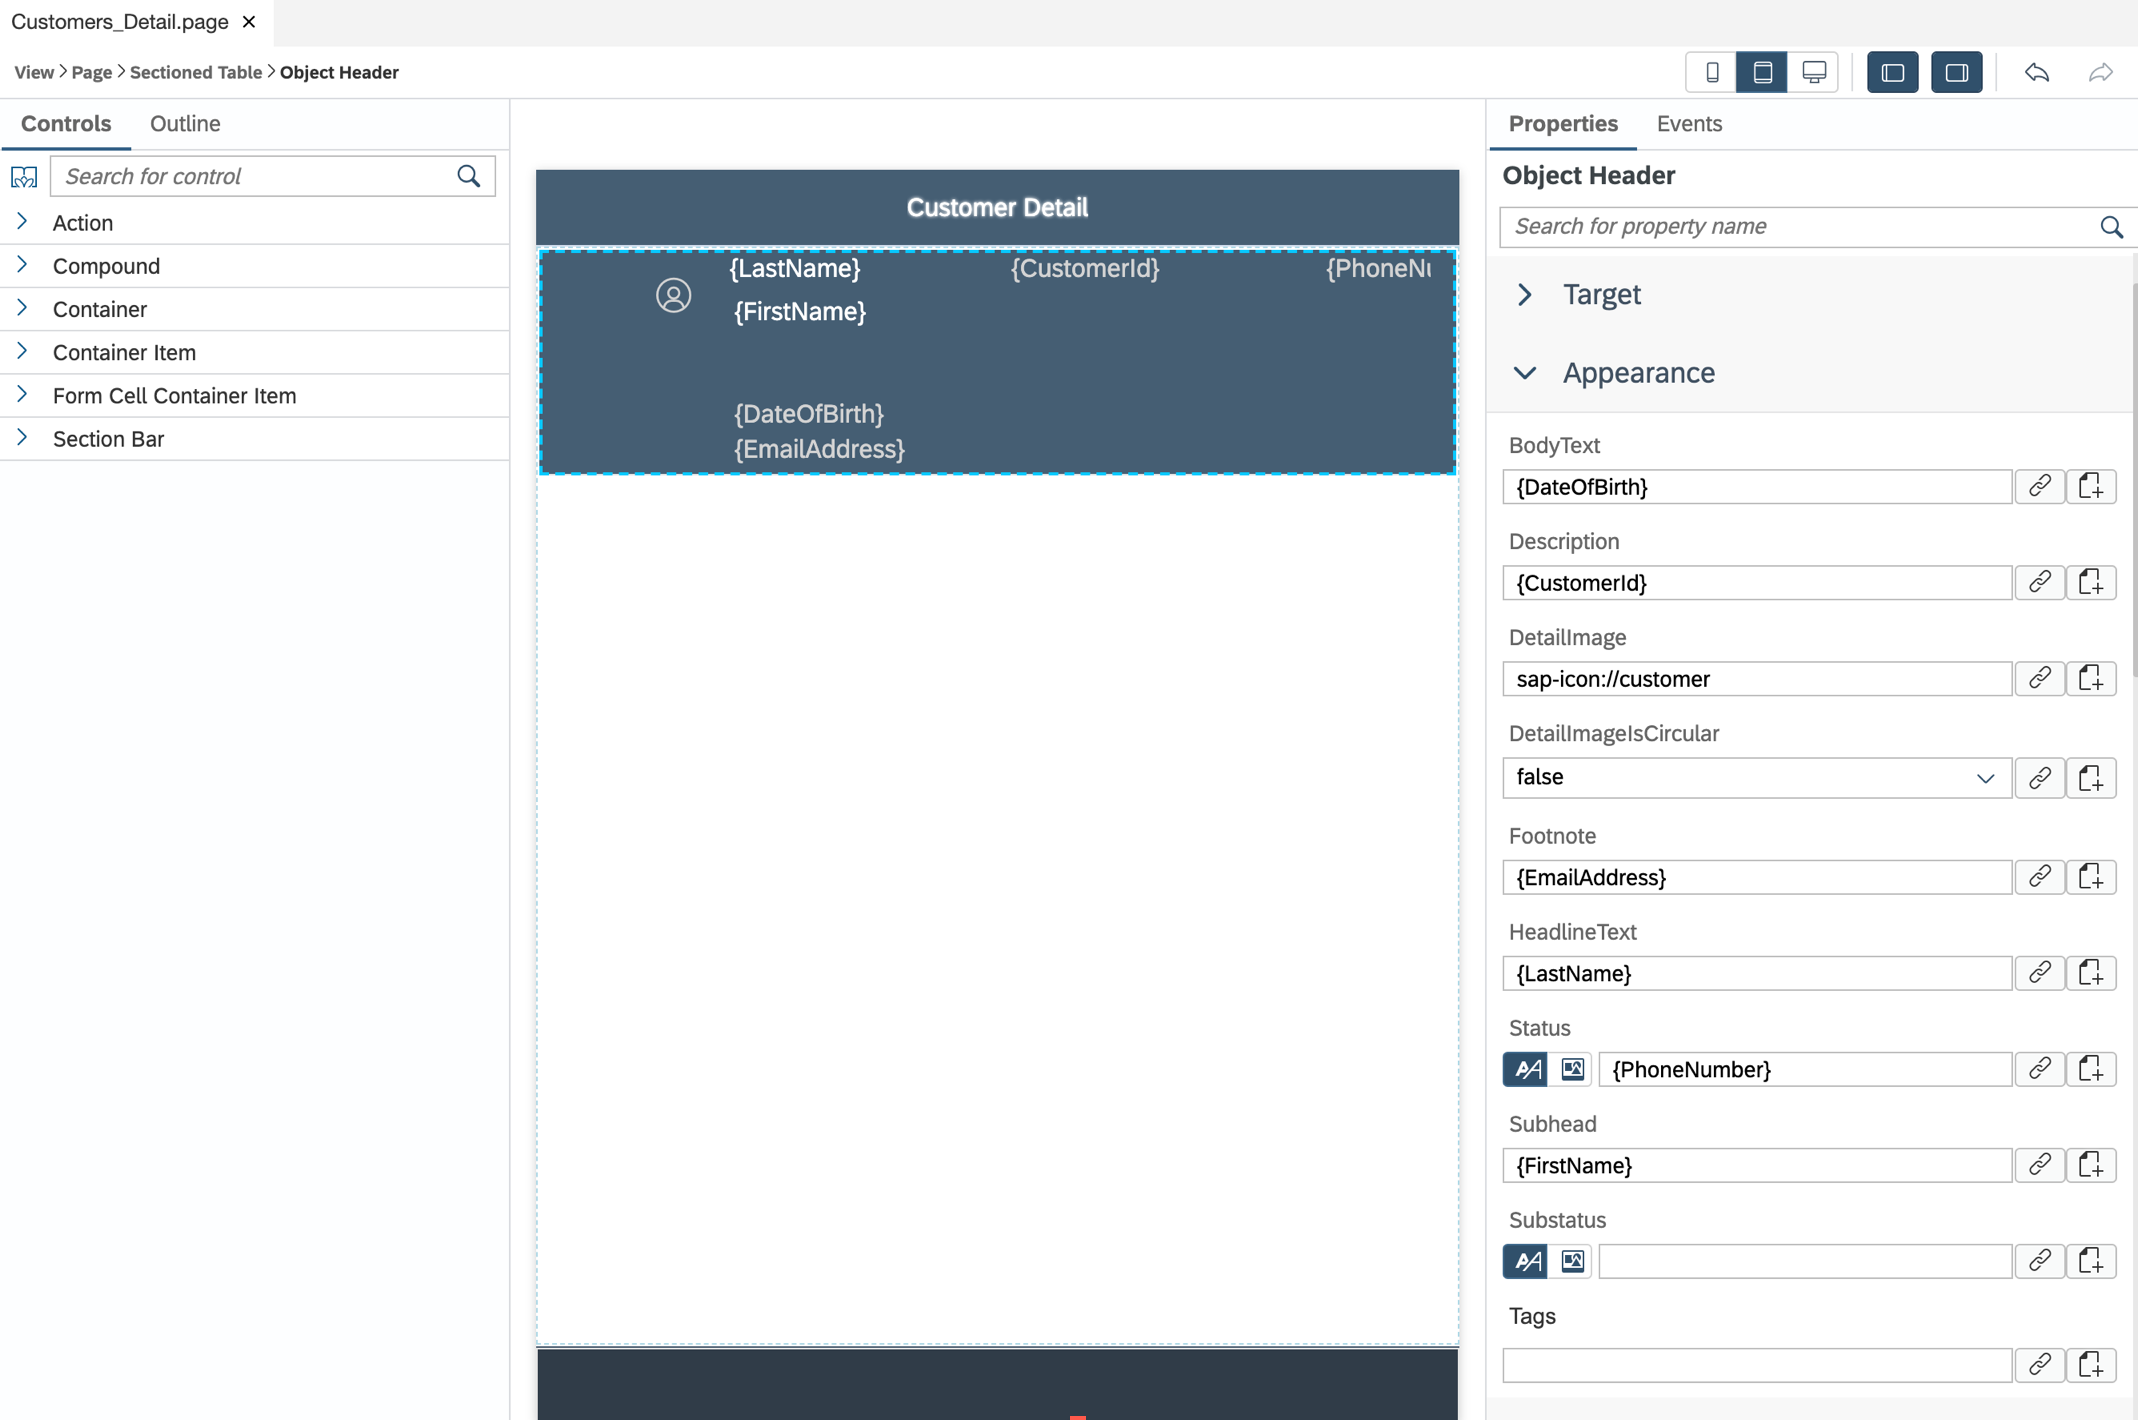 Customers_Detail.page ×
View > Page > Sectioned Table > Object Header
Controls
Outline
Search for control
Action
Compound
Container
Container Item
Form Cell Container Item
Section Bar
Customer Detail
{LastName}
{CustomerId}
{PhoneNu
{FirstName}
{DateOfBirth}
{EmailAddress}
Properties
Events
Object Header
Search for property name
Target
Appearance
BodyText
{DateOfBirth}
Description
{CustomerId}
DetailImage
sap-icon://customer
DetailImageIsCircular
false
Footnote
{EmailAddress}
HeadlineText
{LastName}
Status
AA {PhoneNumber}
Subhead
{FirstName}
Substatus
AA
Tags